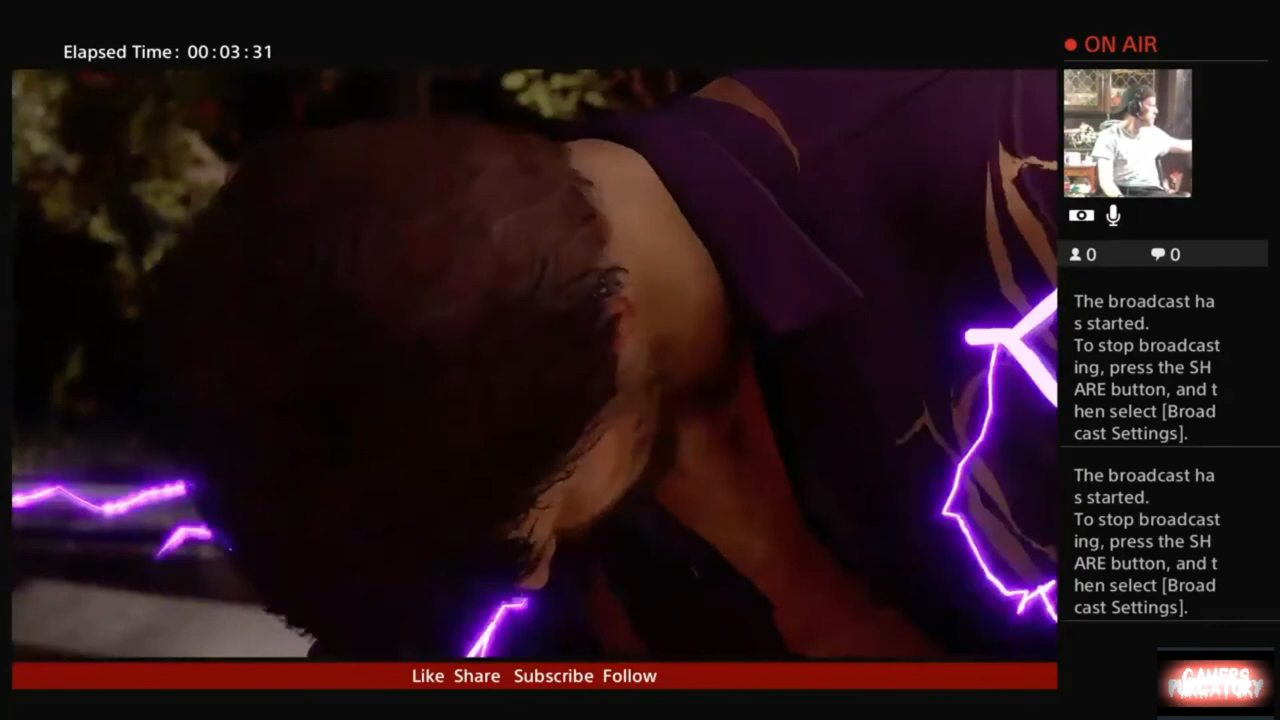 Elapsed Time: 00:03:31
ON AIR
0 0
The broadcast ha
s started.
To stop broadcast
ing, press the SH
ARE button, and t
hen select [Broad
cast Settings].
The broadcast ha
s started.
To stop broadcast
ing, press the SH
ARE button, and t
hen select [Broad
cast Settings].
Like Share Subscribe Follow
GAMERS
PURGATORY